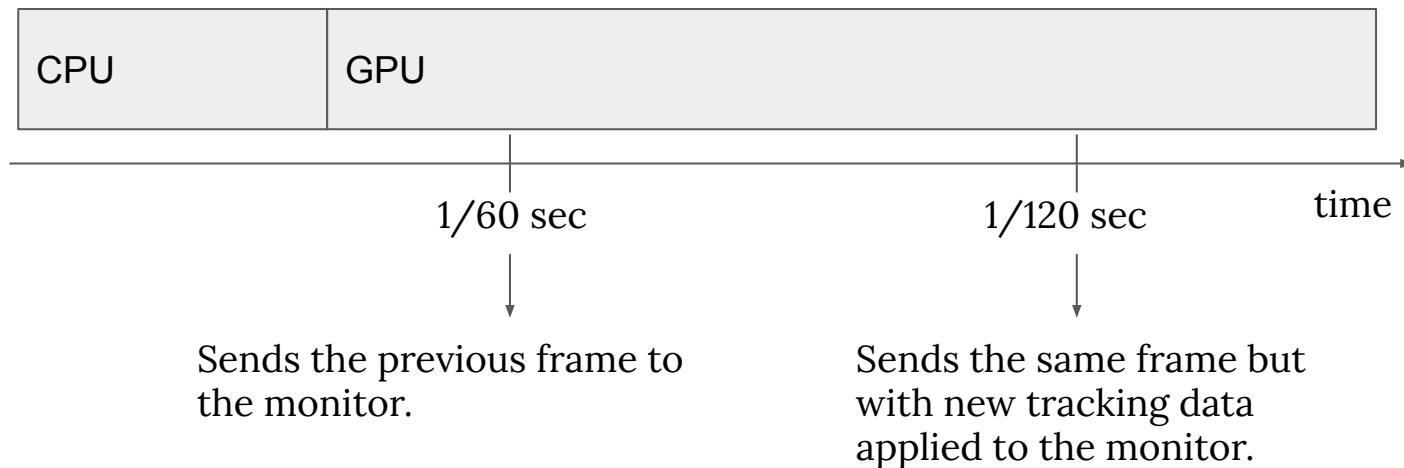 CPU
GPU
1/60 sec
1/120 sec
time
Sends the previous frame to
the monitor.
Sends the same frame but
with new tracking data
applied to the monitor.